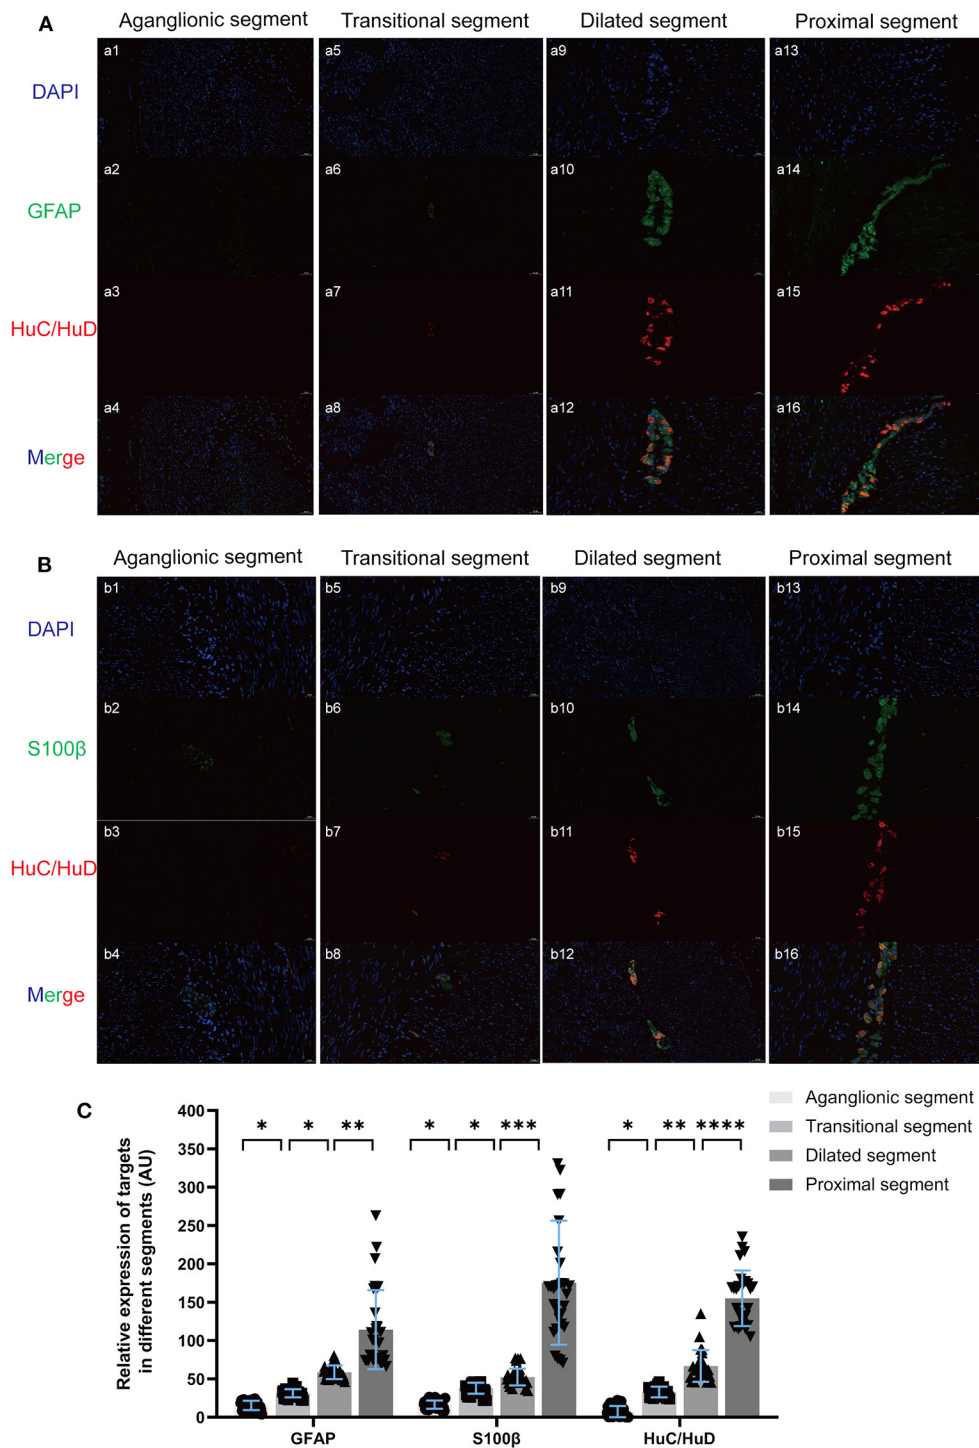 A
Aganglionic segment Transitional segment Dilated segment Proximal segment
DAPI
a1 a5 a9 a13
GFAP
a2 a6 a10 a14
HuC/HuD
a3 a7 a11 a15
Merge
a4 a8 a12 a16
B
Aganglionic segment Transitional segment Dilated segment Proximal segment
DAPI
b1 b5 b9 b13
S100β
b2 b6 b10 b14
HuC/HuD
b3 b7 b11 b15
Merge
b4 b8 b12 b16
C
Relative expression of targets
in different segments (AU)
400
350
300
250
200
150
100
50
0
* * ** * * *** * ** ****
GFAP S100β HuC/HuD
Aganglionic segment
Transitional segment
Dilated segment
Proximal segment